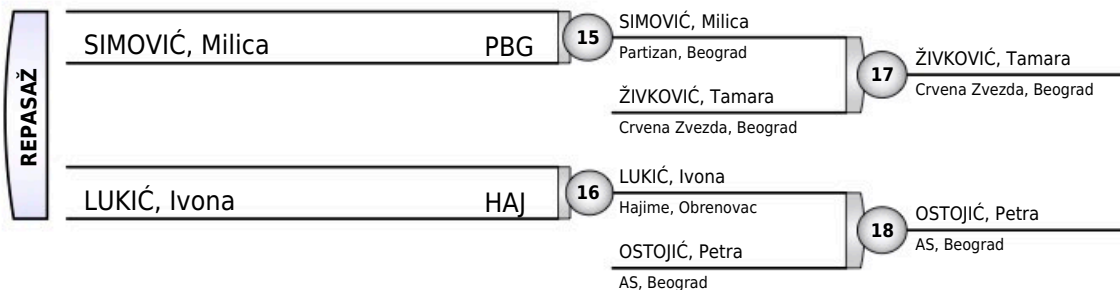 REPASAŽ
SIMOVIĆ, Milica PBG
15
SIMOVIĆ, Milica
Partizan, Beograd
ŽIVKOVIĆ, Tamara
Crvena Zvezda, Beograd
17
ŽIVKOVIĆ, Tamara
Crvena Zvezda, Beograd
LUKIĆ, Ivona HAJ
16
LUKIĆ, Ivona
Hajime, Obrenovac
OSTOJIĆ, Petra
AS, Beograd
18
OSTOJIĆ, Petra
AS, Beograd